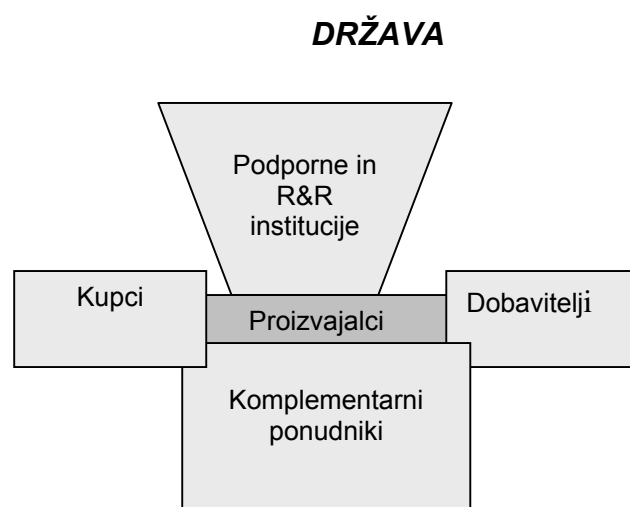 DRŽAVA
Podporne in
R&R
institucije
Kupci
Proizvajalci
Dobavitelji
Komplementarni
ponudniki